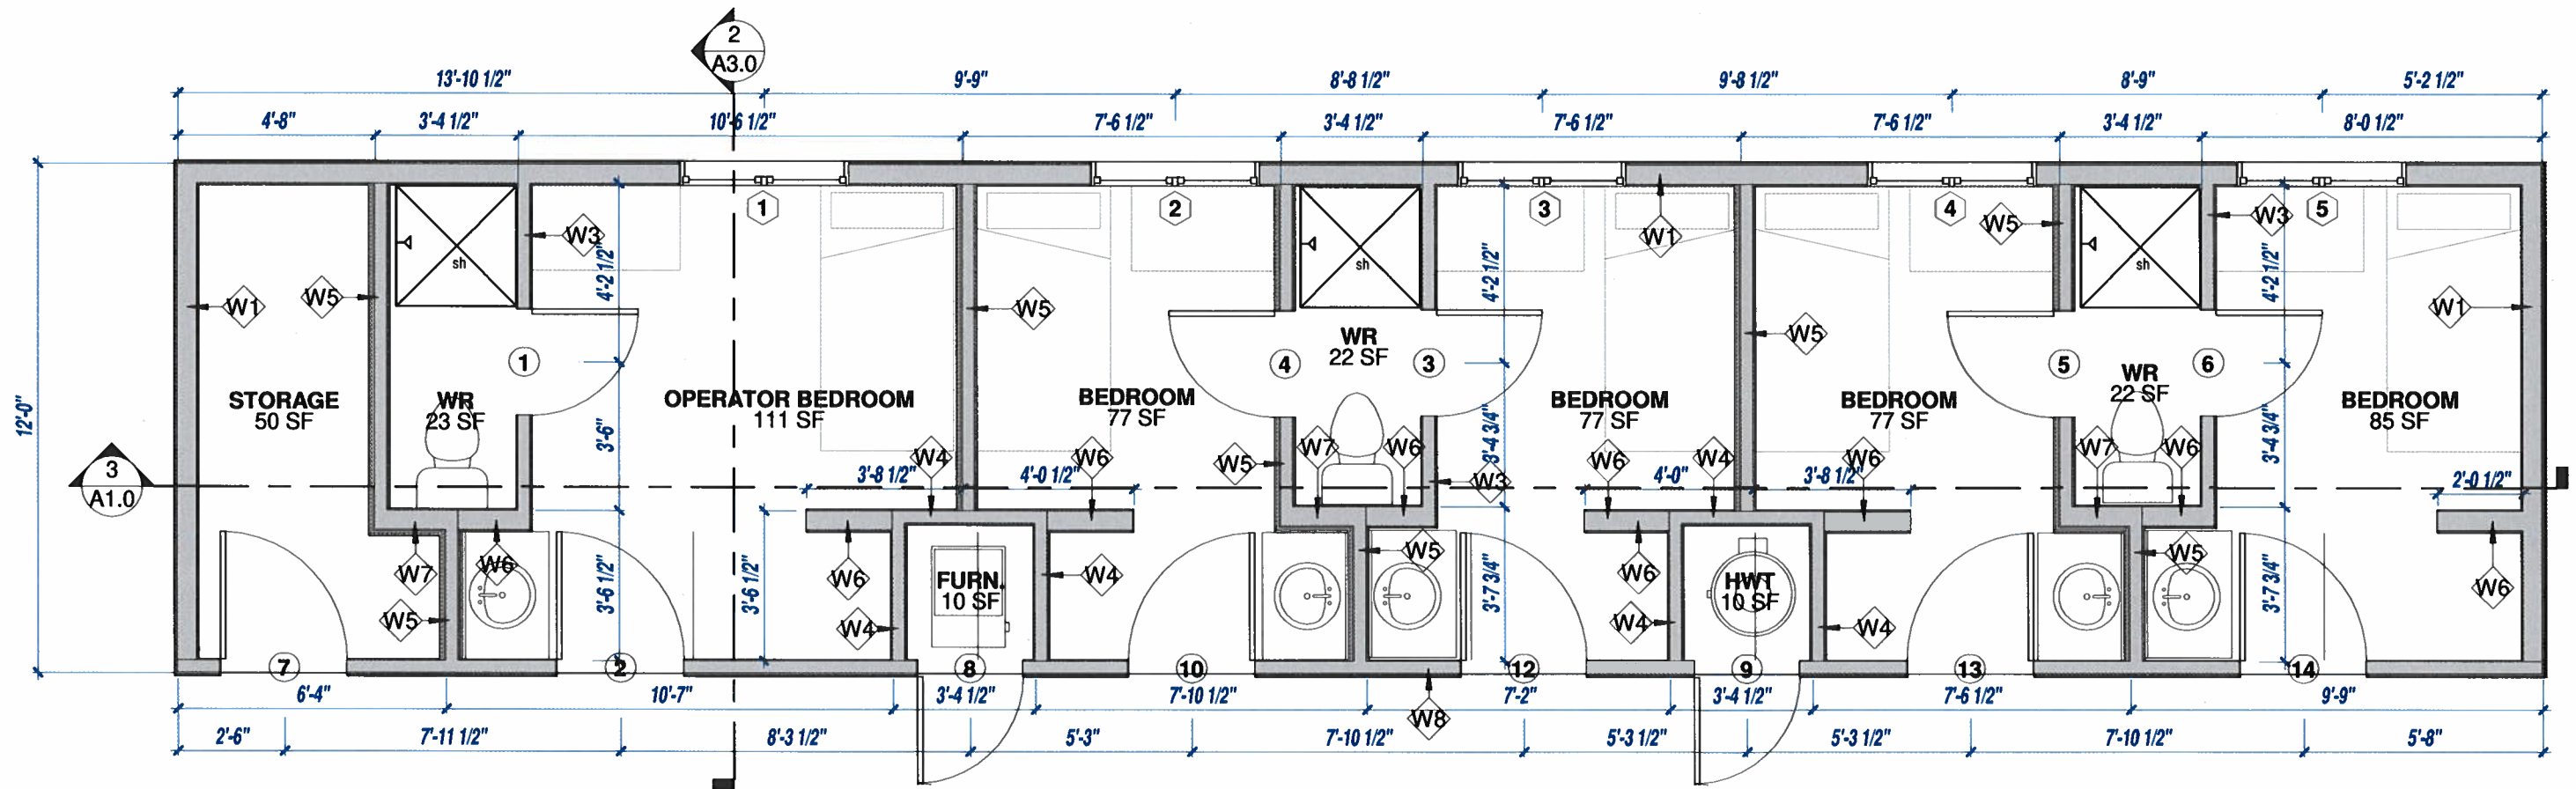 2
A3.0
13'-10 1/2" 9'-9" 8'-8 1/2" 9'-8 1/2" 8'-9" 5'-2 1/2"
4'-8" 3'-4 1/2" 10'-6 1/2" 7'-6 1/2" 3'-4 1/2" 7'-6 1/2" 7'-6 1/2" 3'-4 1/2" 8'-0 1/2"
1 2 3 4 5
W3 W1 W5 W3
4'-2 1/2" 4'-2 1/2" 4'-2 1/2"
sh sh sh
W1 W5 W5 W5 W1
1 4 3 5 6
WR
22 SF
WR
22 SF
STORAGE
50 SF
WR
23 SF
OPERATOR BEDROOM
111 SF
BEDROOM
77 SF
BEDROOM
77 SF
BEDROOM
77 SF
BEDROOM
85 SF
12'-0"
3'-6" 3'-4 3/4" 3'-4 3/4"
W4 W6 W5 W7 W6 W6 W4 W6 W7 W6
3
A1.0
3'-8 1/2" 4'-0 1/2" W3 4'-0" 3'-8 1/2" 2'-0 1/2"
W7 W6 W6 W4 W5 W6 W5 W6
3'-6 1/2" 3'-6 1/2" 3'-7 3/4" 3'-7 3/4"
FURN.
10 SF
HWT
10 SF
W5 W4 W4 W4
7 2 8 10 12 9 13 14
6'-4" 10'-7" 3'-4 1/2" 7'-10 1/2" 7'-2" 3'-4 1/2" 7'-6 1/2" 9'-9"
W8
2'-6" 7'-11 1/2" 8'-3 1/2" 5'-3" 7'-10 1/2" 5'-3 1/2" 5'-3 1/2" 7'-10 1/2" 5'-8"